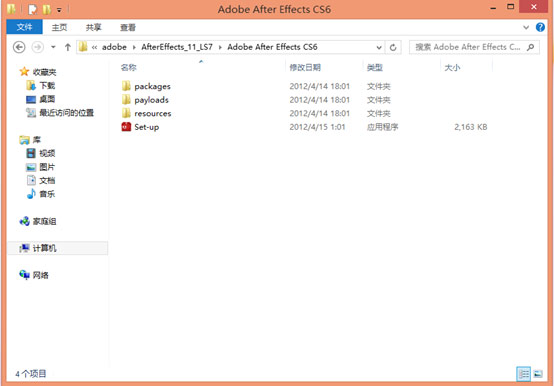 Adobe After Effects CS6
文件 主页 共享 查看
« adobe ▸ AfterEffects_11_LS7 ▸ Adobe After Effects CS6
搜索 Adobe After Effects C...
名称 修改日期 类型 大小
收藏夹
下载
桌面
最近访问的位置
库
视频
图片
文档
音乐
家庭组
计算机
网络
packages 2012/4/14 18:01 文件夹
payloads 2012/4/14 18:01 文件夹
resources 2012/4/14 18:01 文件夹
Set-up 2012/4/15 1:01 应用程序 2,163 KB
4 个项目